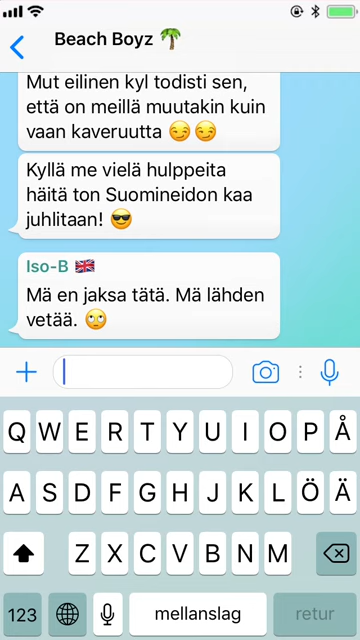 Beach Boyz 🌴
Mut eilinen kyl todisti sen,
että on meillä muutakin kuin
vaan kaveruutta 😏😏
Kyllä me vielä hulppeita
häitä ton Suomineidon kaa
juhlitaan! 😎
Iso-B 🇬🇧
Mä en jaksa tätä. Mä lähden
vetää. 🙄
Q W E R T Y U I O P Å
A S D F G H J K L Ö Ä
Z X C V B N M
123 mellanslag retur